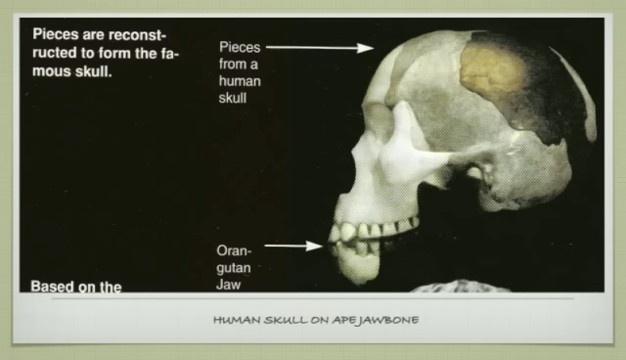 Pieces are reconst-
ructed to form the fa-
mous skull.
Pieces
from a
human
skull
Oran-
gutan
Jaw
Based on the
HUMAN SKULL ON APE JAWBONE